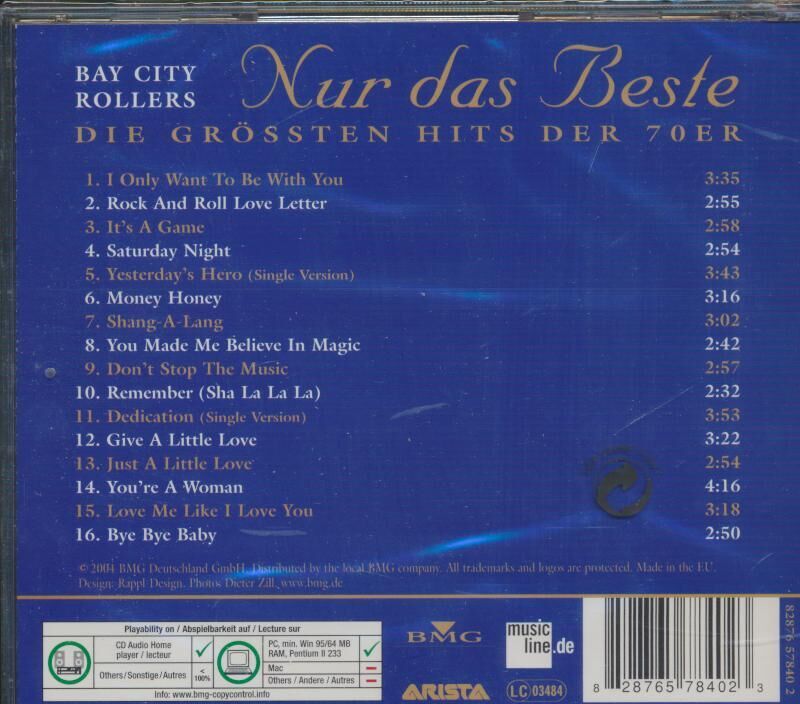 BAY CITY ROLLERS
Nur das Beste
DIE GRÖSSTEN HITS DER 70ER
1. I Only Want To Be With You 3:35
2. Rock And Roll Love Letter 2:55
3. It's A Game 2:58
4. Saturday Night 2:54
5. Yesterday's Hero (Single Version) 3:43
6. Money Honey 3:16
7. Shang-A-Lang 3:02
8. You Made Me Believe In Magic 2:42
9. Don't Stop The Music 2:57
10. Remember (Sha La La La) 2:32
11. Dedication (Single Version) 3:53
12. Give A Little Love 3:22
13. Just A Little Love 2:54
14. You're A Woman 4:16
15. Love Me Like I Love You 3:18
16. Bye Bye Baby 2:50
© 2004 BMG Deutschland GmbH. Distributed by the local BMG company. All trademarks and logos are protected. Made in the E.U.
Design: Rappl Design. Photos Dieter Zill. www.bmg.de
Playability on / Abspielbarkeit auf / Lecture sur
CD Audio Home player / lecteur
Others/Sonstige/Autres
< 100%
PC, min. Win 95/64 MB RAM, Pentium II 233
Mac
Others / Andere / Autres
Info: www.bmg-copycontrol.info
BMG
ARISTA
music line.de
LC 03484
8 28765 78402 3
82876 57840 2